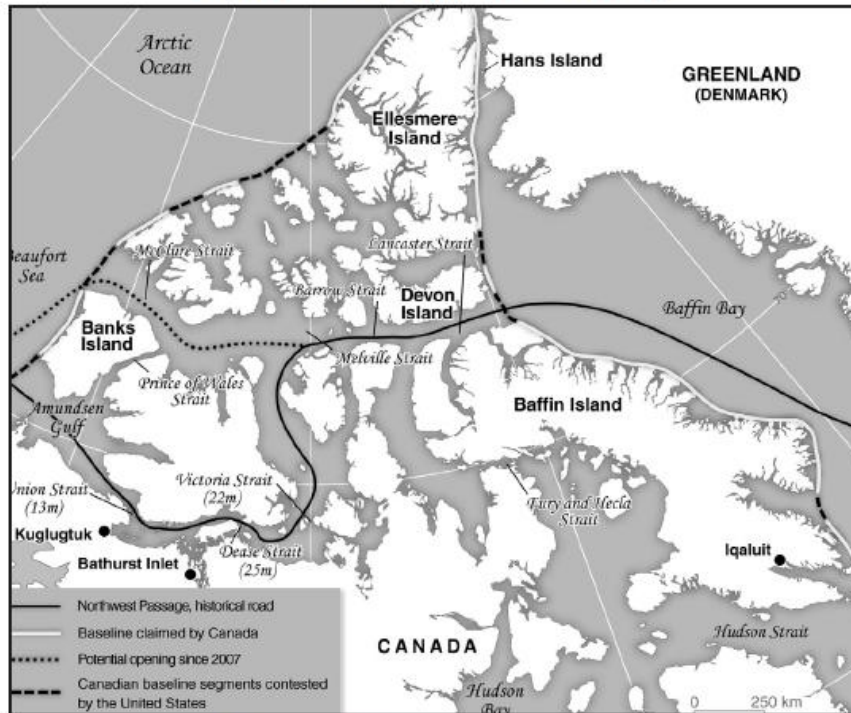 Arctic
Ocean
Hans Island
GREENLAND
(DENMARK)
Ellesmere
Island
McClure Strait
Lancaster Strait
Beaufort
Sea
Barrow Strait
Devon
Island
Baffin Bay
Banks
Island
Melville Strait
Prince of Wales
Strait
Baffin Island
Amundsen
Gulf
Victoria Strait
(22m)
Union Strait
(13m)
Fury and Hecla
Strait
Kuglugtuk
Dease Strait
(25m)
Iqaluit
Bathurst Inlet
Northwest Passage, historical road
Baseline claimed by Canada
Potential opening since 2007
Canadian baseline segments contested
by the United States
CANADA
Hudson Strait
Hudson
Bay
0 250 km